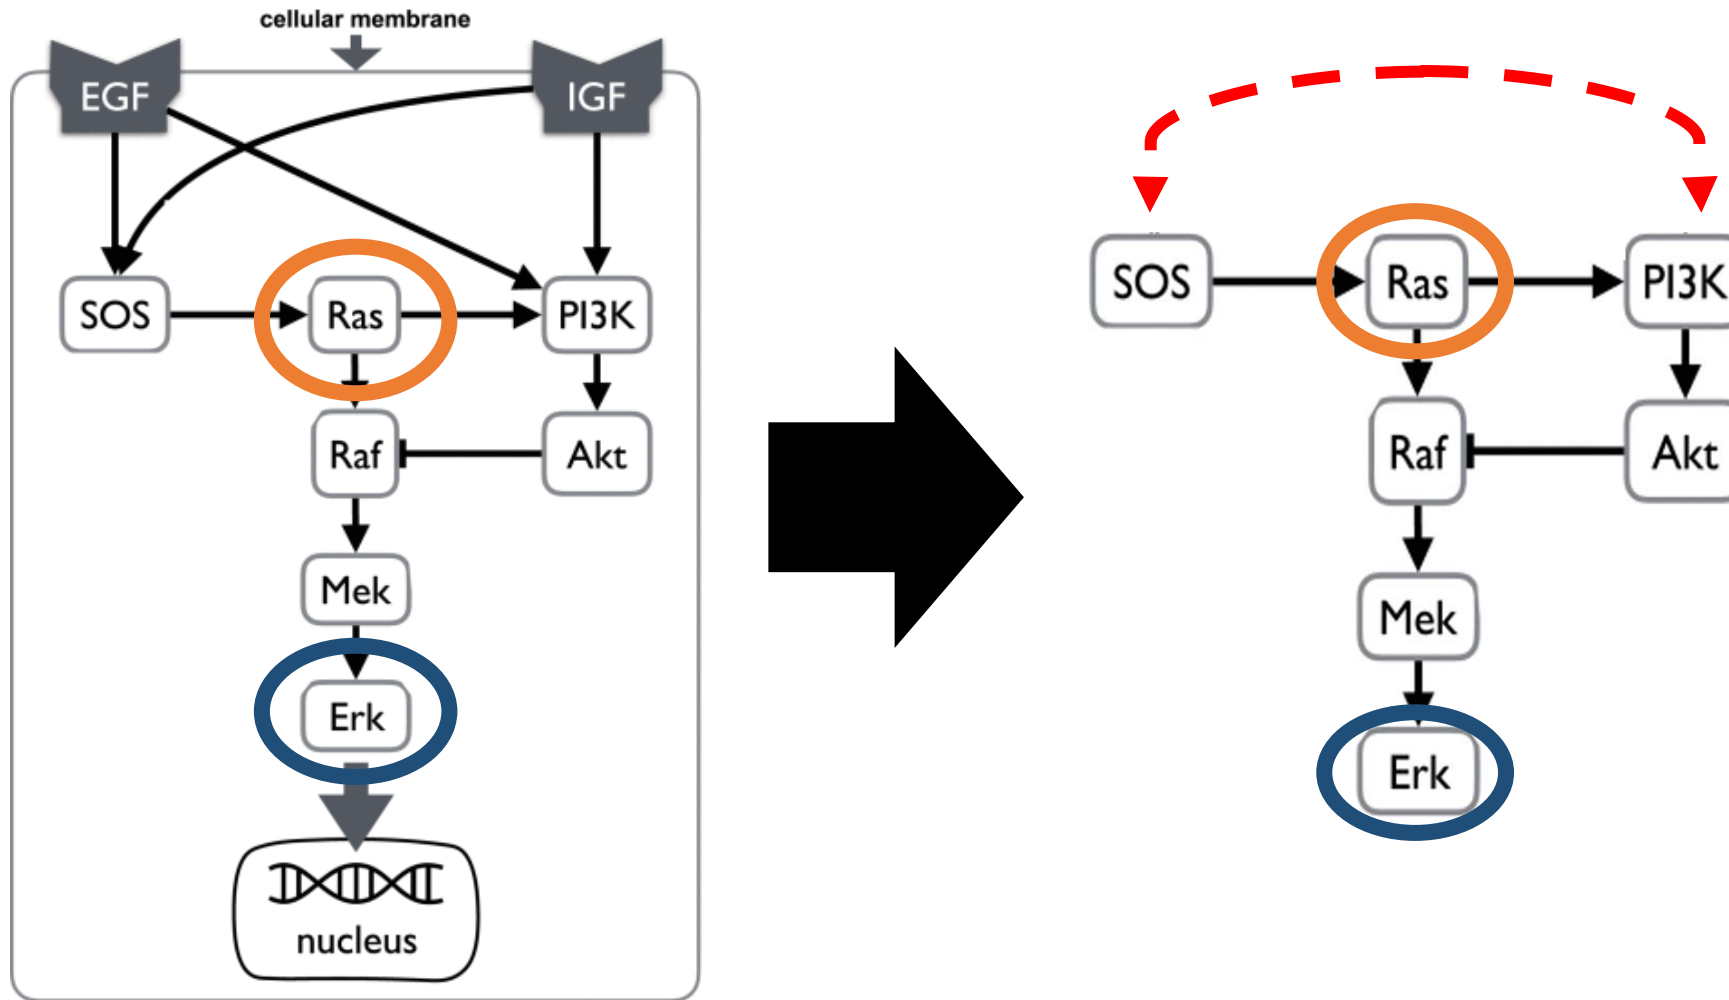 cellular membrane
EGF
IGF
SOS
Ras
PI3K
Raf
Akt
Mek
Erk
nucleus
SOS
Ras
PI3K
Raf
Akt
Mek
Erk